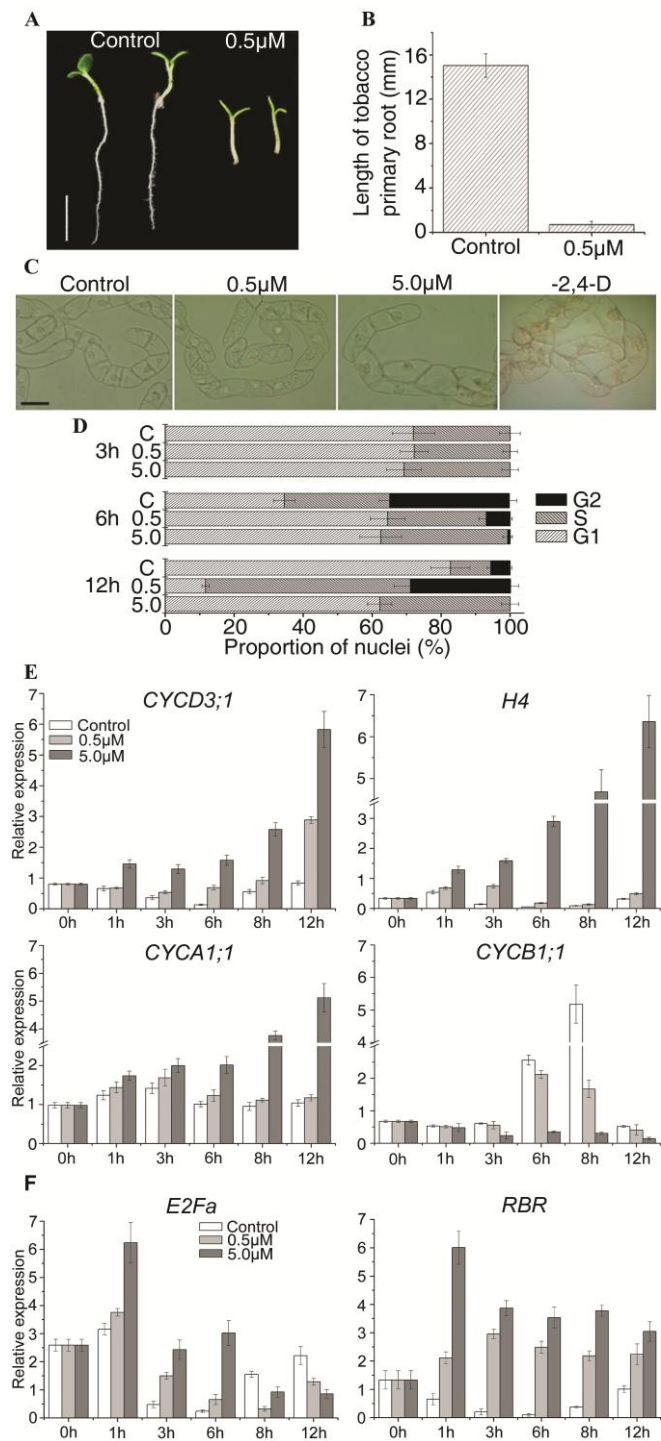 A
Control 0.5μM
B
Length of tobacco
primary root (mm)
16
12
8
4
0
Control 0.5μM
C
Control 0.5μM 5.0μM -2,4-D
D
3h
C
0.5
5.0
6h
C
0.5
5.0
12h
C
0.5
5.0
G2
S
G1
0 20 40 60 80 100
Proportion of nuclei (%)
E
CYCD3;1
Relative expression
7
6
5
4
3
2
1
0
Control
0.5μM
5.0μM
0h 1h 3h 6h 8h 12h
H4
7
6
5
3
2
1
0
0h 1h 3h 6h 8h 12h
CYCA1;1
Relative expression
7
6
5
4
2
1
0
0h 1h 3h 6h 8h 12h
CYCB1;1
7
6
5
4
2
1
0
0h 1h 3h 6h 8h 12h
F
E2Fa
Relative expression
7
6
5
4
3
2
1
0
Control
0.5μM
5.0μM
0h 1h 3h 6h 8h 12h
RBR
7
6
5
4
3
2
1
0
0h 1h 3h 6h 8h 12h